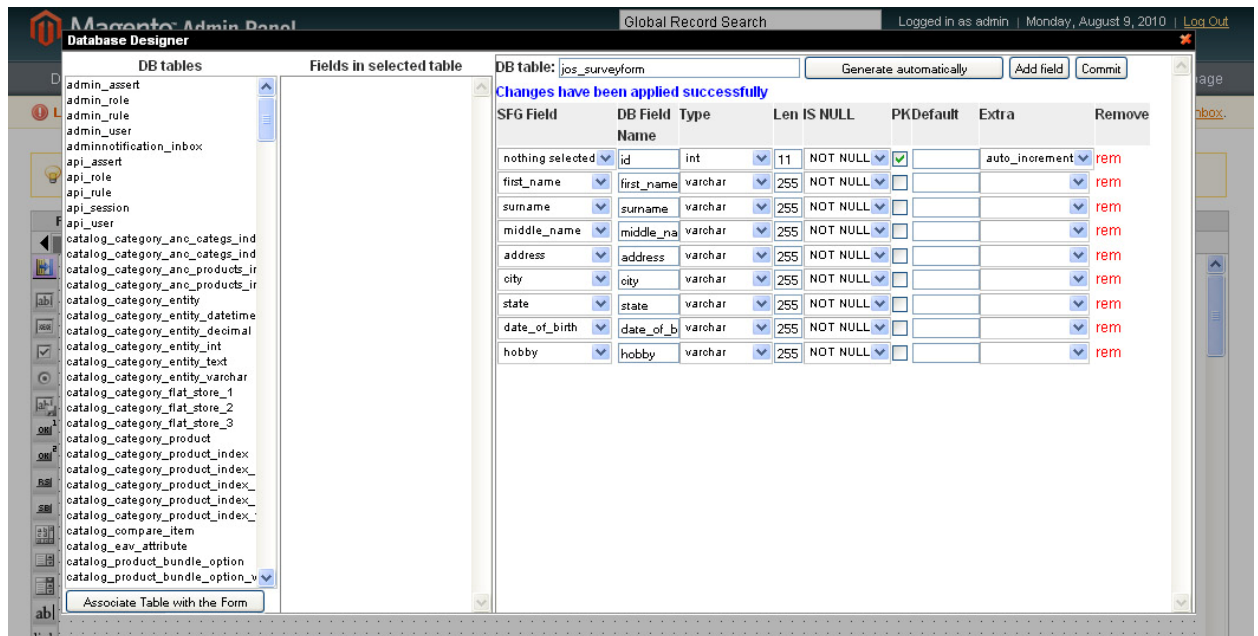 Magento Admin Panel
Global Record Search
Logged in as admin | Monday, August 9, 2010 | Log Out
Database Designer
DB tables
admin_assert
admin_role
admin_rule
admin_user
adminnotification_inbox
api_assert
api_role
api_rule
api_session
api_user
catalog_category_anc_categs_ind
catalog_category_anc_categs_ind
catalog_category_anc_products_ir
catalog_category_anc_products_ir
catalog_category_entity
catalog_category_entity_datetime
catalog_category_entity_decimal
catalog_category_entity_int
catalog_category_entity_text
catalog_category_entity_varchar
catalog_category_flat_store_1
catalog_category_flat_store_2
catalog_category_flat_store_3
catalog_category_product
catalog_category_product_index
catalog_category_product_index_
catalog_category_product_index_
catalog_category_product_index_
catalog_category_product_index_
catalog_compare_item
catalog_eav_attribute
catalog_product_bundle_option
catalog_product_bundle_option_v
Associate Table with the Form
Fields in selected table
DB table: jos_surveyform Generate automatically Add field Commit
Changes have been applied successfully
SFG Field DB Field Name Type Len IS NULL PK Default Extra Remove
nothing selected id int 11 NOT NULL auto_increment rem
first_name first_name varchar 255 NOT NULL rem
surname surname varchar 255 NOT NULL rem
middle_name middle_na varchar 255 NOT NULL rem
address address varchar 255 NOT NULL rem
city city varchar 255 NOT NULL rem
state state varchar 255 NOT NULL rem
date_of_birth date_of_b varchar 255 NOT NULL rem
hobby hobby varchar 255 NOT NULL rem
age
nbox.
ab|